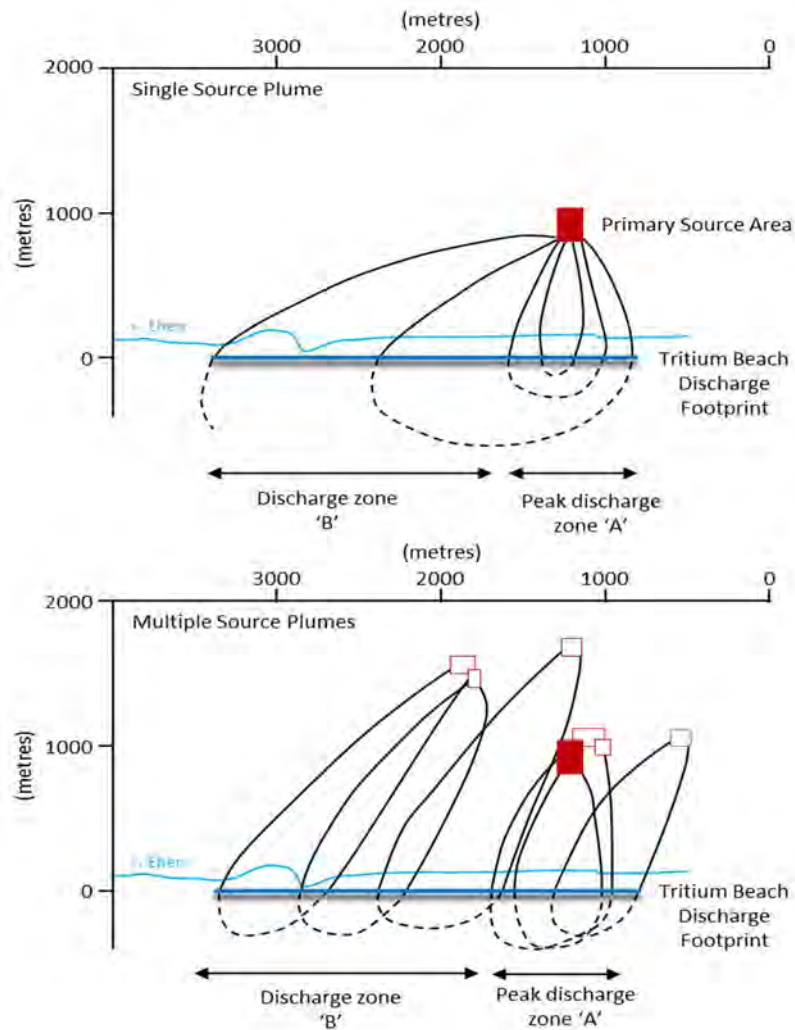 (metres)
3000 2000 1000 0
2000
Single Source Plume
1000
(metres)
Primary Source Area
0
Tritium Beach
Discharge
Footprint
Discharge zone
'B'
Peak discharge
zone 'A'
(metres)
3000 2000 1000 0
2000
Multiple Source Plumes
1000
(metres)
0
Tritium Beach
Discharge
Footprint
Discharge zone
'B'
Peak discharge
zone 'A'